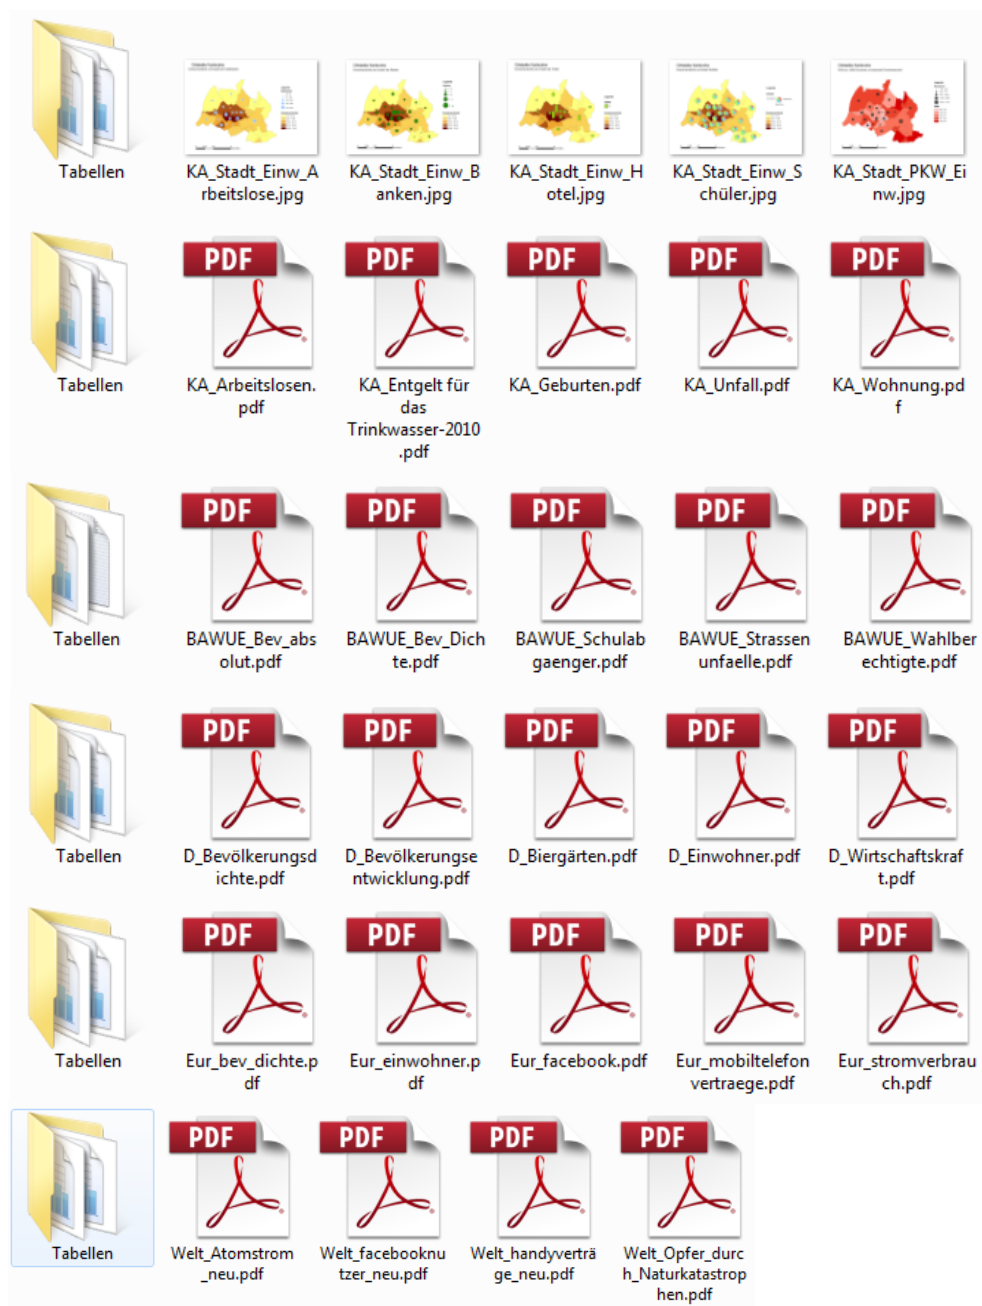 Tabellen
KA_Stadt_Einw_A
rbeitslose.jpg
KA_Stadt_Einw_B
anken.jpg
KA_Stadt_Einw_H
otel.jpg
KA_Stadt_Einw_S
chüler.jpg
KA_Stadt_PKW_Ei
nw.jpg
Tabellen
PDF
KA_Arbeitslosen.
pdf
PDF
KA_Entgelt für
das
Trinkwasser-2010
.pdf
PDF
KA_Geburten.pdf
PDF
KA_Unfall.pdf
PDF
KA_Wohnung.pd
f
Tabellen
PDF
BAWUE_Bev_abs
olut.pdf
PDF
BAWUE_Bev_Dich
te.pdf
PDF
BAWUE_Schulab
gaenger.pdf
PDF
BAWUE_Strassen
unfaelle.pdf
PDF
BAWUE_Wahlber
echtigte.pdf
Tabellen
PDF
D_Bevölkerungsd
ichte.pdf
PDF
D_Bevölkerungse
ntwicklung.pdf
PDF
D_Biergärten.pdf
PDF
D_Einwohner.pdf
PDF
D_Wirtschaftskraf
t.pdf
Tabellen
PDF
Eur_bev_dichte.p
df
PDF
Eur_einwohner.p
df
PDF
Eur_facebook.pdf
PDF
Eur_mobiltelefon
vertraege.pdf
PDF
Eur_stromverbrau
ch.pdf
Tabellen
PDF
Welt_Atomstrom
_neu.pdf
PDF
Welt_facebooknu
tzer_neu.pdf
PDF
Welt_handyverträ
ge_neu.pdf
PDF
Welt_Opfer_durc
h_Naturkatastrop
hen.pdf